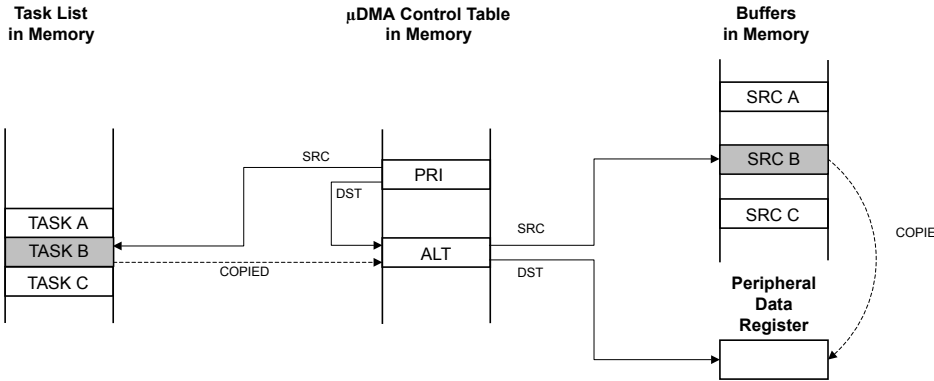 Task List
in Memory
µDMA Control Table
in Memory
Buffers
in Memory
SRC A
SRC B
SRC C
SRC
PRI
DST
TASK A
TASK B
TASK C
COPIED
ALT
SRC
DST
COPIE
Peripheral
Data
Register